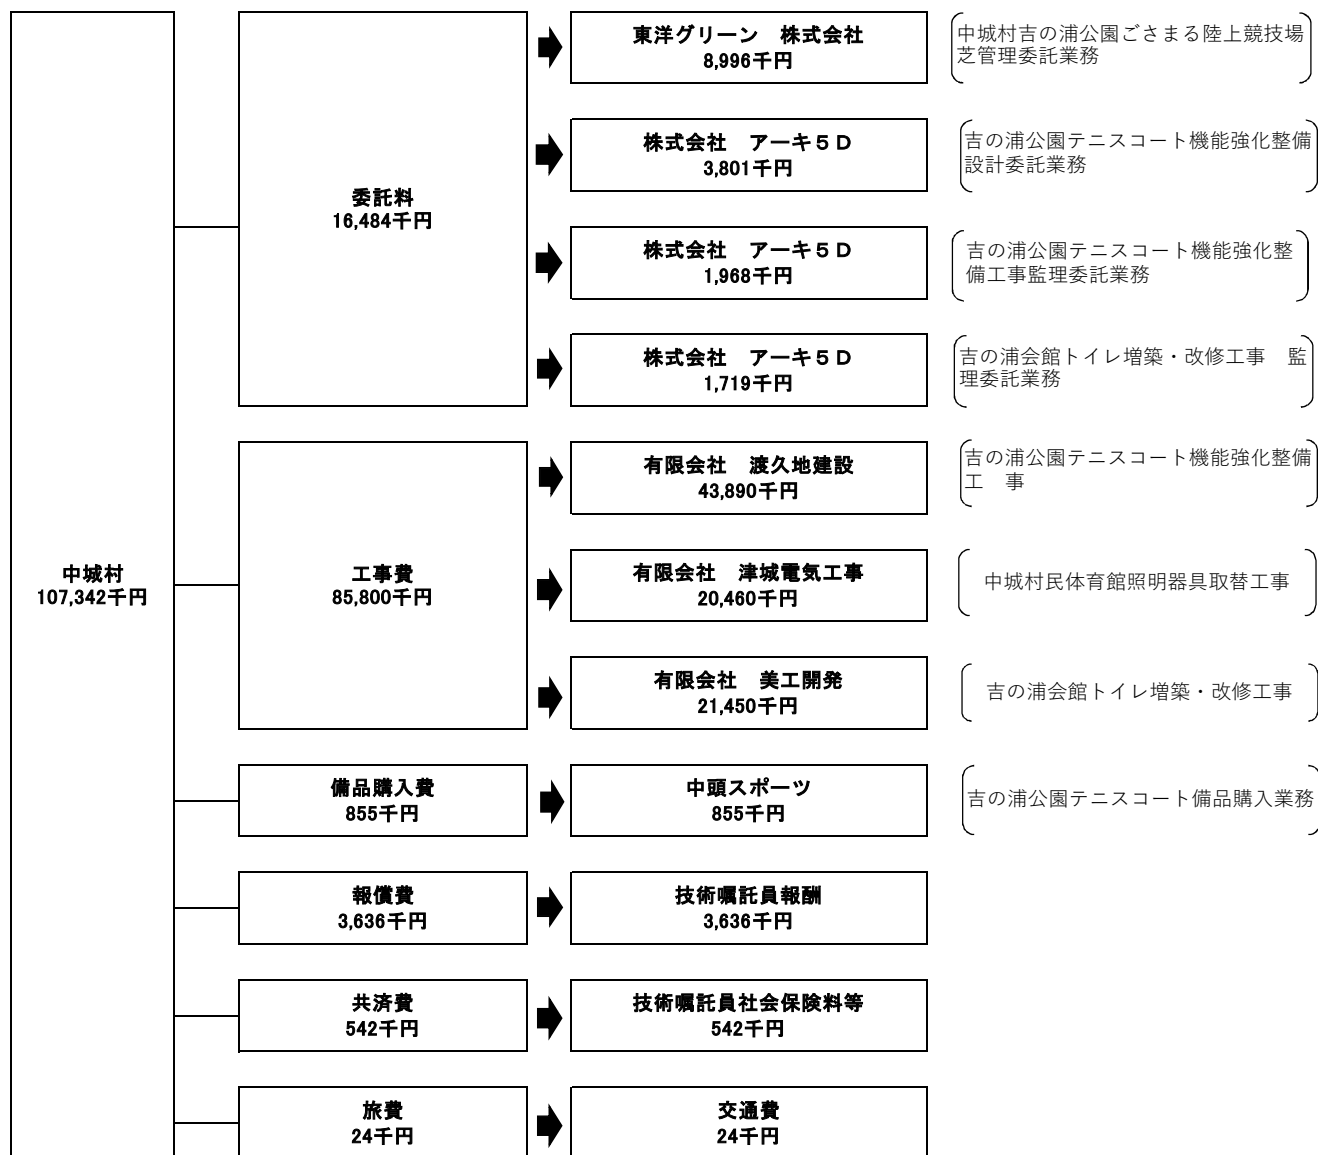 中城村
107,342千円
委託料
16,484千円
東洋グリーン　株式会社
8,996千円
中城村吉の浦公園ごさまる陸上競技場
芝管理委託業務
株式会社　アーキ５Ｄ
3,801千円
吉の浦公園テニスコート機能強化整備
設計委託業務
株式会社　アーキ５Ｄ
1,968千円
吉の浦公園テニスコート機能強化整
備工事監理委託業務
株式会社　アーキ５Ｄ
1,719千円
吉の浦会館トイレ増築・改修工事　監
理委託業務
工事費
85,800千円
有限会社　渡久地建設
43,890千円
吉の浦公園テニスコート機能強化整備
工　事
有限会社　津城電気工事
20,460千円
中城村民体育館照明器具取替工事
有限会社　美工開発
21,450千円
吉の浦会館トイレ増築・改修工事
備品購入費
855千円
中頭スポーツ
855千円
吉の浦公園テニスコート備品購入業務
報償費
3,636千円
技術嘱託員報酬
3,636千円
共済費
542千円
技術嘱託員社会保険料等
542千円
旅費
24千円
交通費
24千円